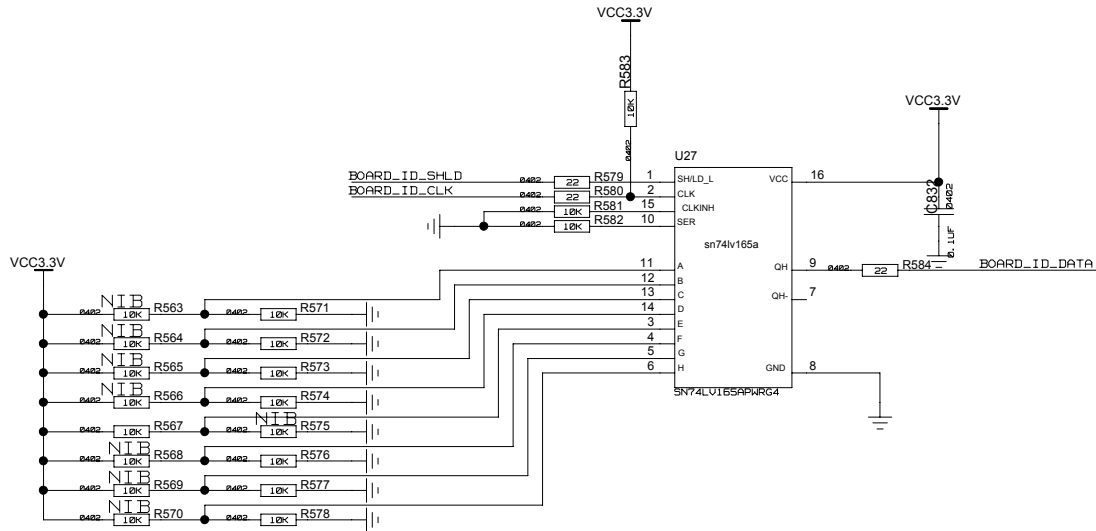 VCC3.3V
R583
10K
0402
VCC3.3V
U27
BOARD_ID_SHLD 0402 22 R579 1 SH/LD_L VCC 16
BOARD_ID_CLK 0402 22 R580 2 CLK
0402 10K R581 15 CLKINH
0402 10K R582 10 SER
C832
0402
0.1UF
sn74lv165a
VCC3.3V
11 A QH 9 0402 22 R584 BOARD_ID_DATA
12 B
13 C QH- 7
14 D
3 E
4 F
5 G
6 H GND 8
SN74LV165APWRG4
NIB
0402 10K R563 0402 10K R571
NIB
0402 10K R564 0402 10K R572
NIB
0402 10K R565 0402 10K R573
NIB
0402 10K R566 0402 10K R574
NIB
0402 10K R567 0402 10K R575
NIB
0402 10K R568 0402 10K R576
NIB
0402 10K R569 0402 10K R577
NIB
0402 10K R570 0402 10K R578